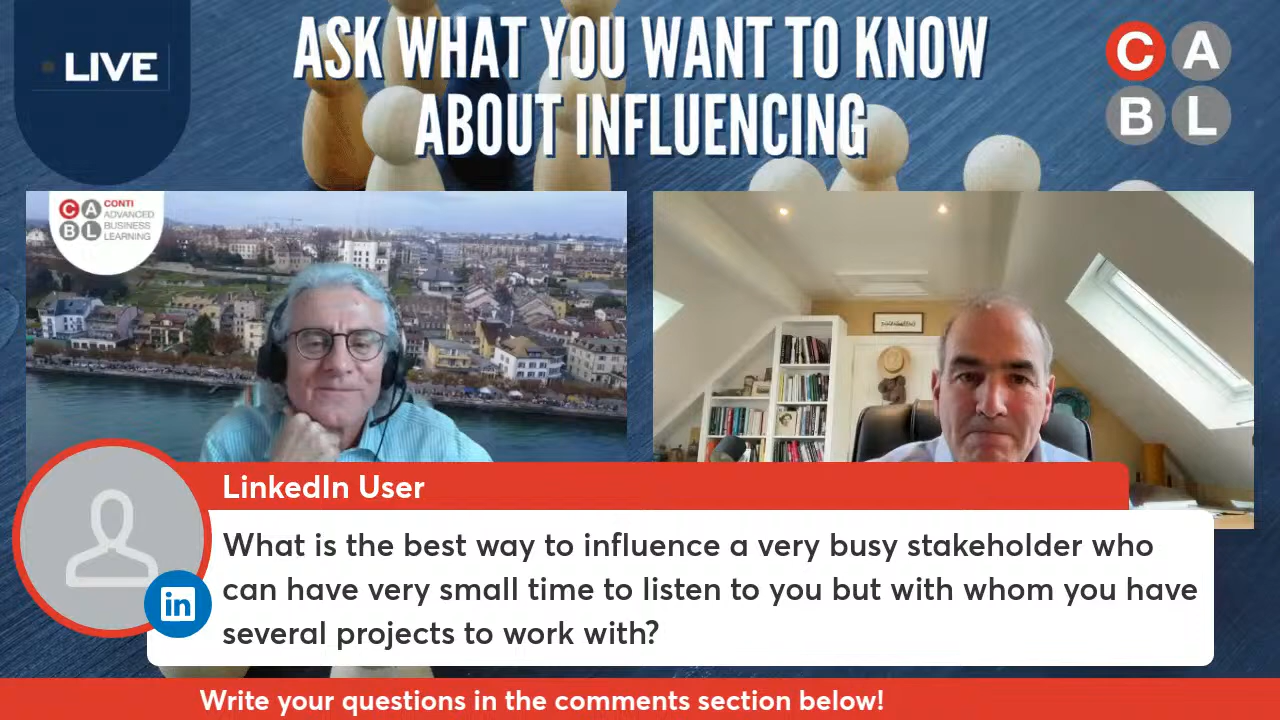 LIVE
ASK WHAT YOU WANT TO KNOW
ABOUT INFLUENCING
C A
B L
C A
B L
CONTI
ADVANCED
BUSINESS
LEARNING
LinkedIn User
What is the best way to influence a very busy stakeholder who
can have very small time to listen to you but with whom you have
several projects to work with?
in
Write your questions in the comments section below!